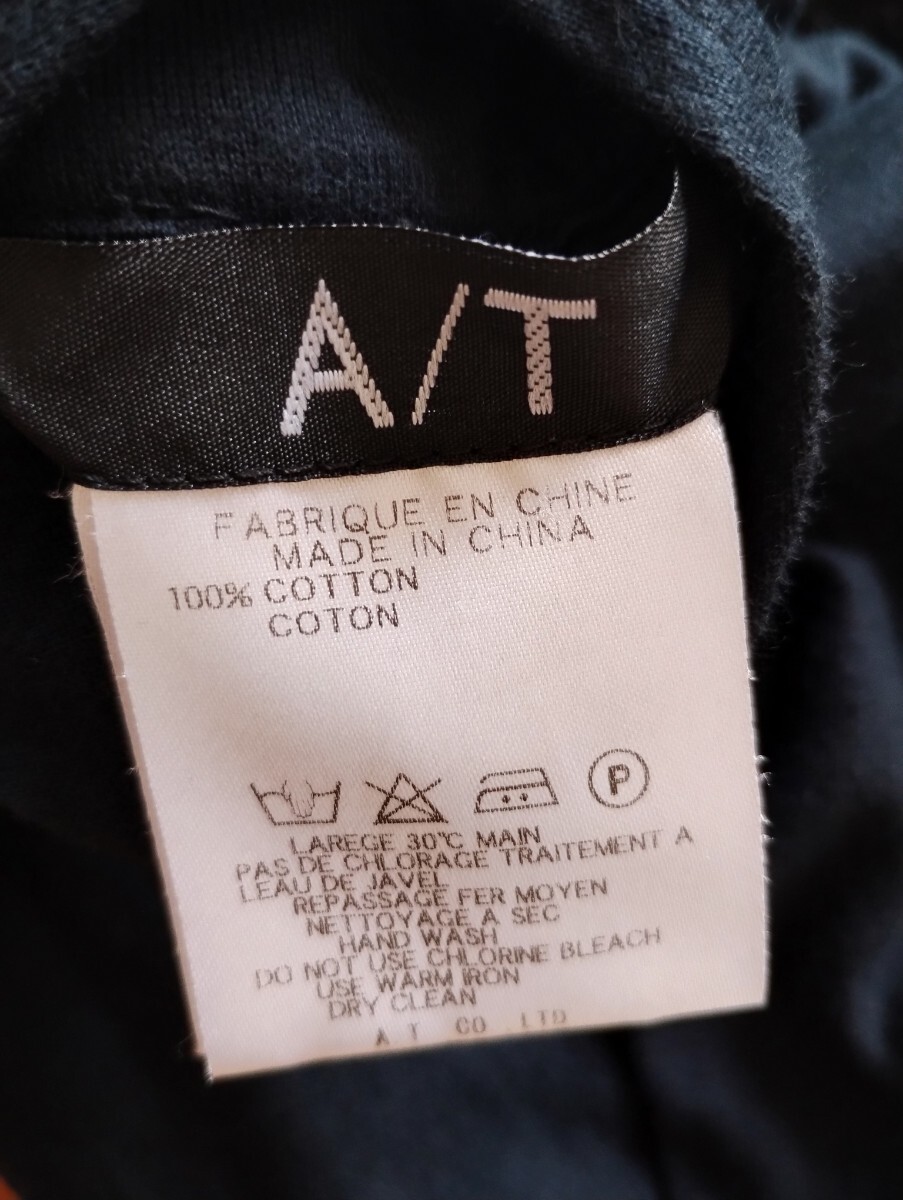 A/T
FABRIQUE EN CHINE
MADE IN CHINA
100% COTTON
COTON
P
LAREGE 30°C MAIN
PAS DE CHLORAGE TRAITEMENT A
LEAU DE JAVEL
REPASSAGE FER MOYEN
NETTOYAGE A SEC
HAND WASH
DO NOT USE CHLORINE BLEACH
USE WARM IRON
DRY CLEAN
A T CO LTD